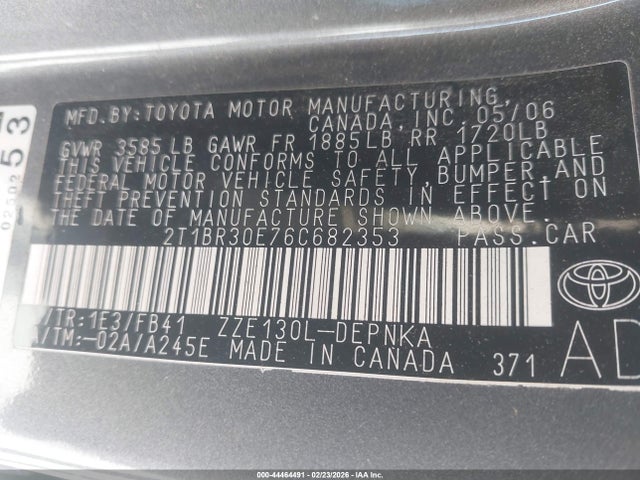 MFD.BY:TOYOTA MOTOR MANUFACTURING,
CANADA, INC.05/06
GVWR 3585 LB GAWR FR 1885LB RR 1720LB
THIS VEHICLE CONFORMS TO ALL APPLICABLE
FEDERAL MOTOR VEHICLE SAFETY,BUMPER,AND
THEFT PREVENTION STANDARDS IN EFFECT ON
THE DATE OF MANUFACTURE SHOWN ABOVE.
2T1BR30E76C682353 PASS.CAR
/TR:1E3/FB41 ZZE130L-DEPNKA
/TM:-02A/A245E MADE IN CANADA 371
AD
TOYOTA
53
000-44464491 - 02/23/2026 - IAA Inc.